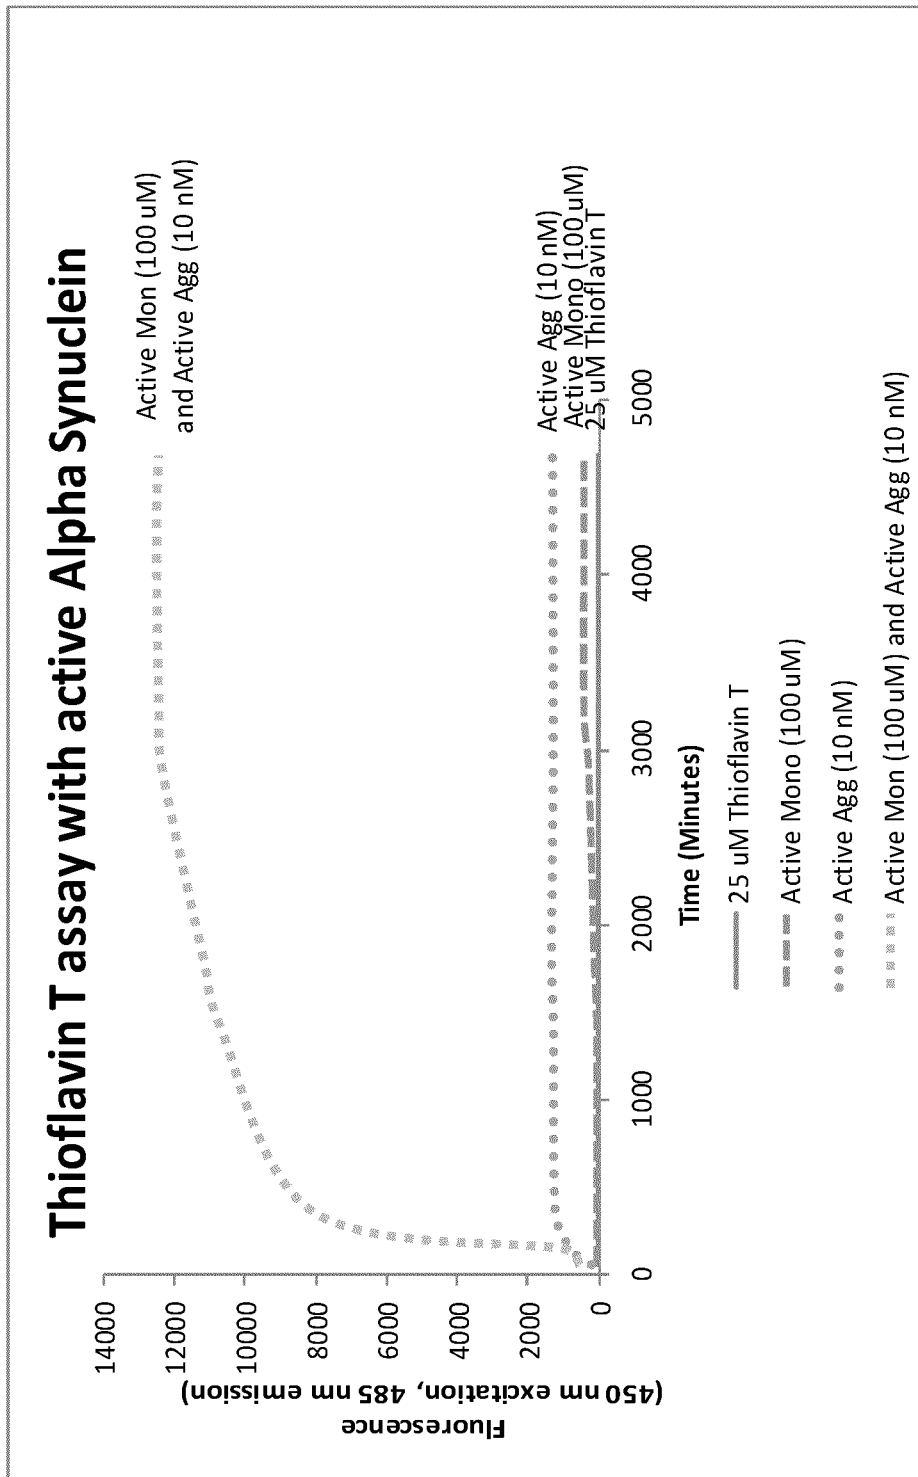 Thioflavin T assay with active Alpha Synuclein
Fluorescence
(450 nm excitation, 485 nm emission)
14000
12000
10000
8000
6000
4000
2000
0
0
1000
2000
3000
4000
5000
Time (Minutes)
Active Mon (100 uM)
and Active Agg (10 nM)
Active Agg (10 nM)
Active Mono (100 uM)
25 uM Thioflavin T
25 uM Thioflavin T
Active Mono (100 uM)
Active Agg (10 nM)
Active Mon (100 uM) and Active Agg (10 nM)